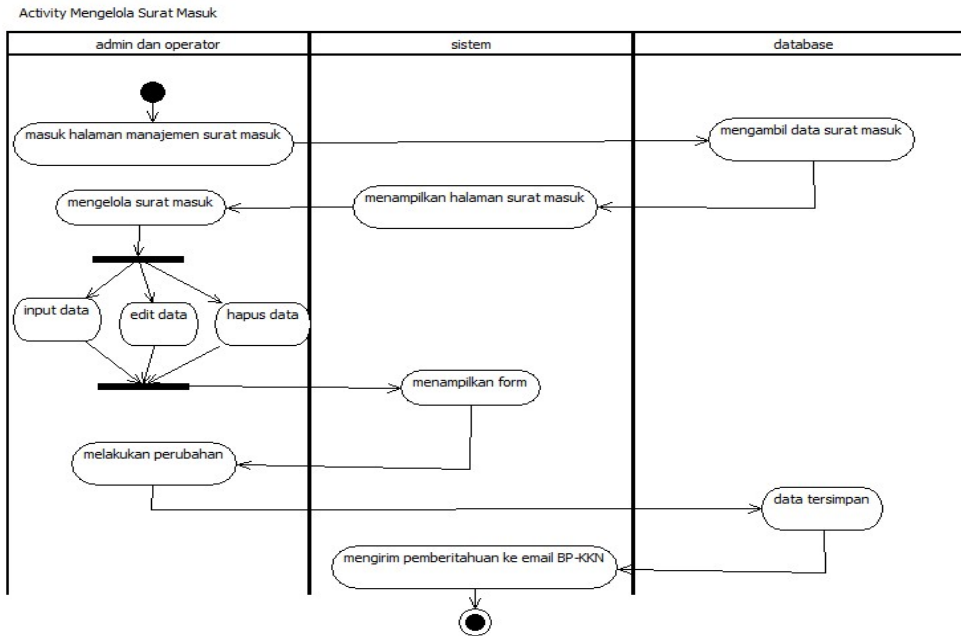 Activity Mengelola Surat Masuk
admin dan operator
sistem
database
masuk halaman manajemen surat masuk
mengambil data surat masuk
mengelola surat masuk
menampilkan halaman surat masuk
input data
edit data
hapus data
menampilkan form
melakukan perubahan
data tersimpan
mengirim pemberitahuan ke email BP-KKN